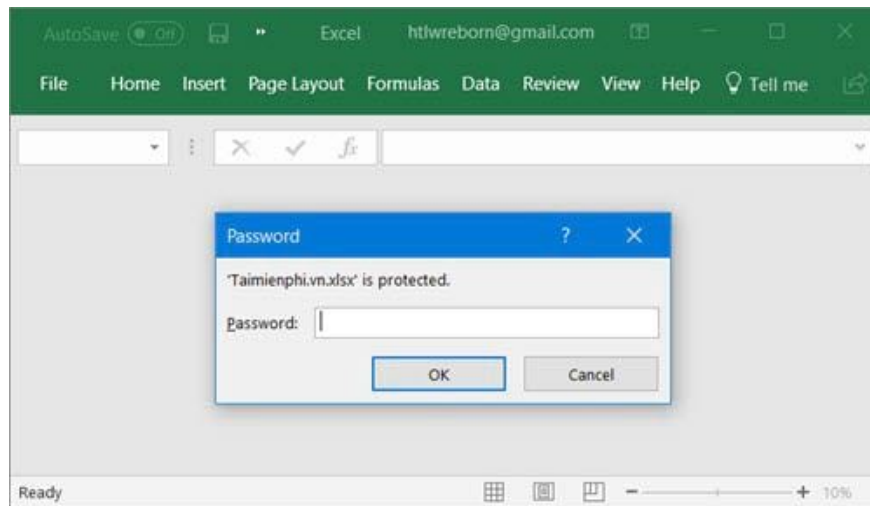 AutoSave Off Excel htlwreborn@gmail.com
File Home Insert Page Layout Formulas Data Review View Help Tell me
fx
Password ?
'Taimienphi.vn.xlsx' is protected.
Password:
OK Cancel
Ready 10%